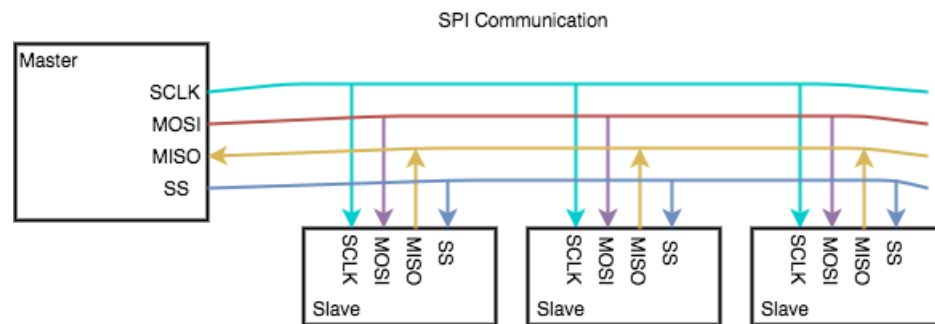 SPI Communication
Master
SCLK
MOSI
MISO
SS
SCLK
MOSI
MISO
SS
Slave
SCLK
MOSI
MISO
SS
Slave
SCLK
MOSI
MISO
SS
Slave